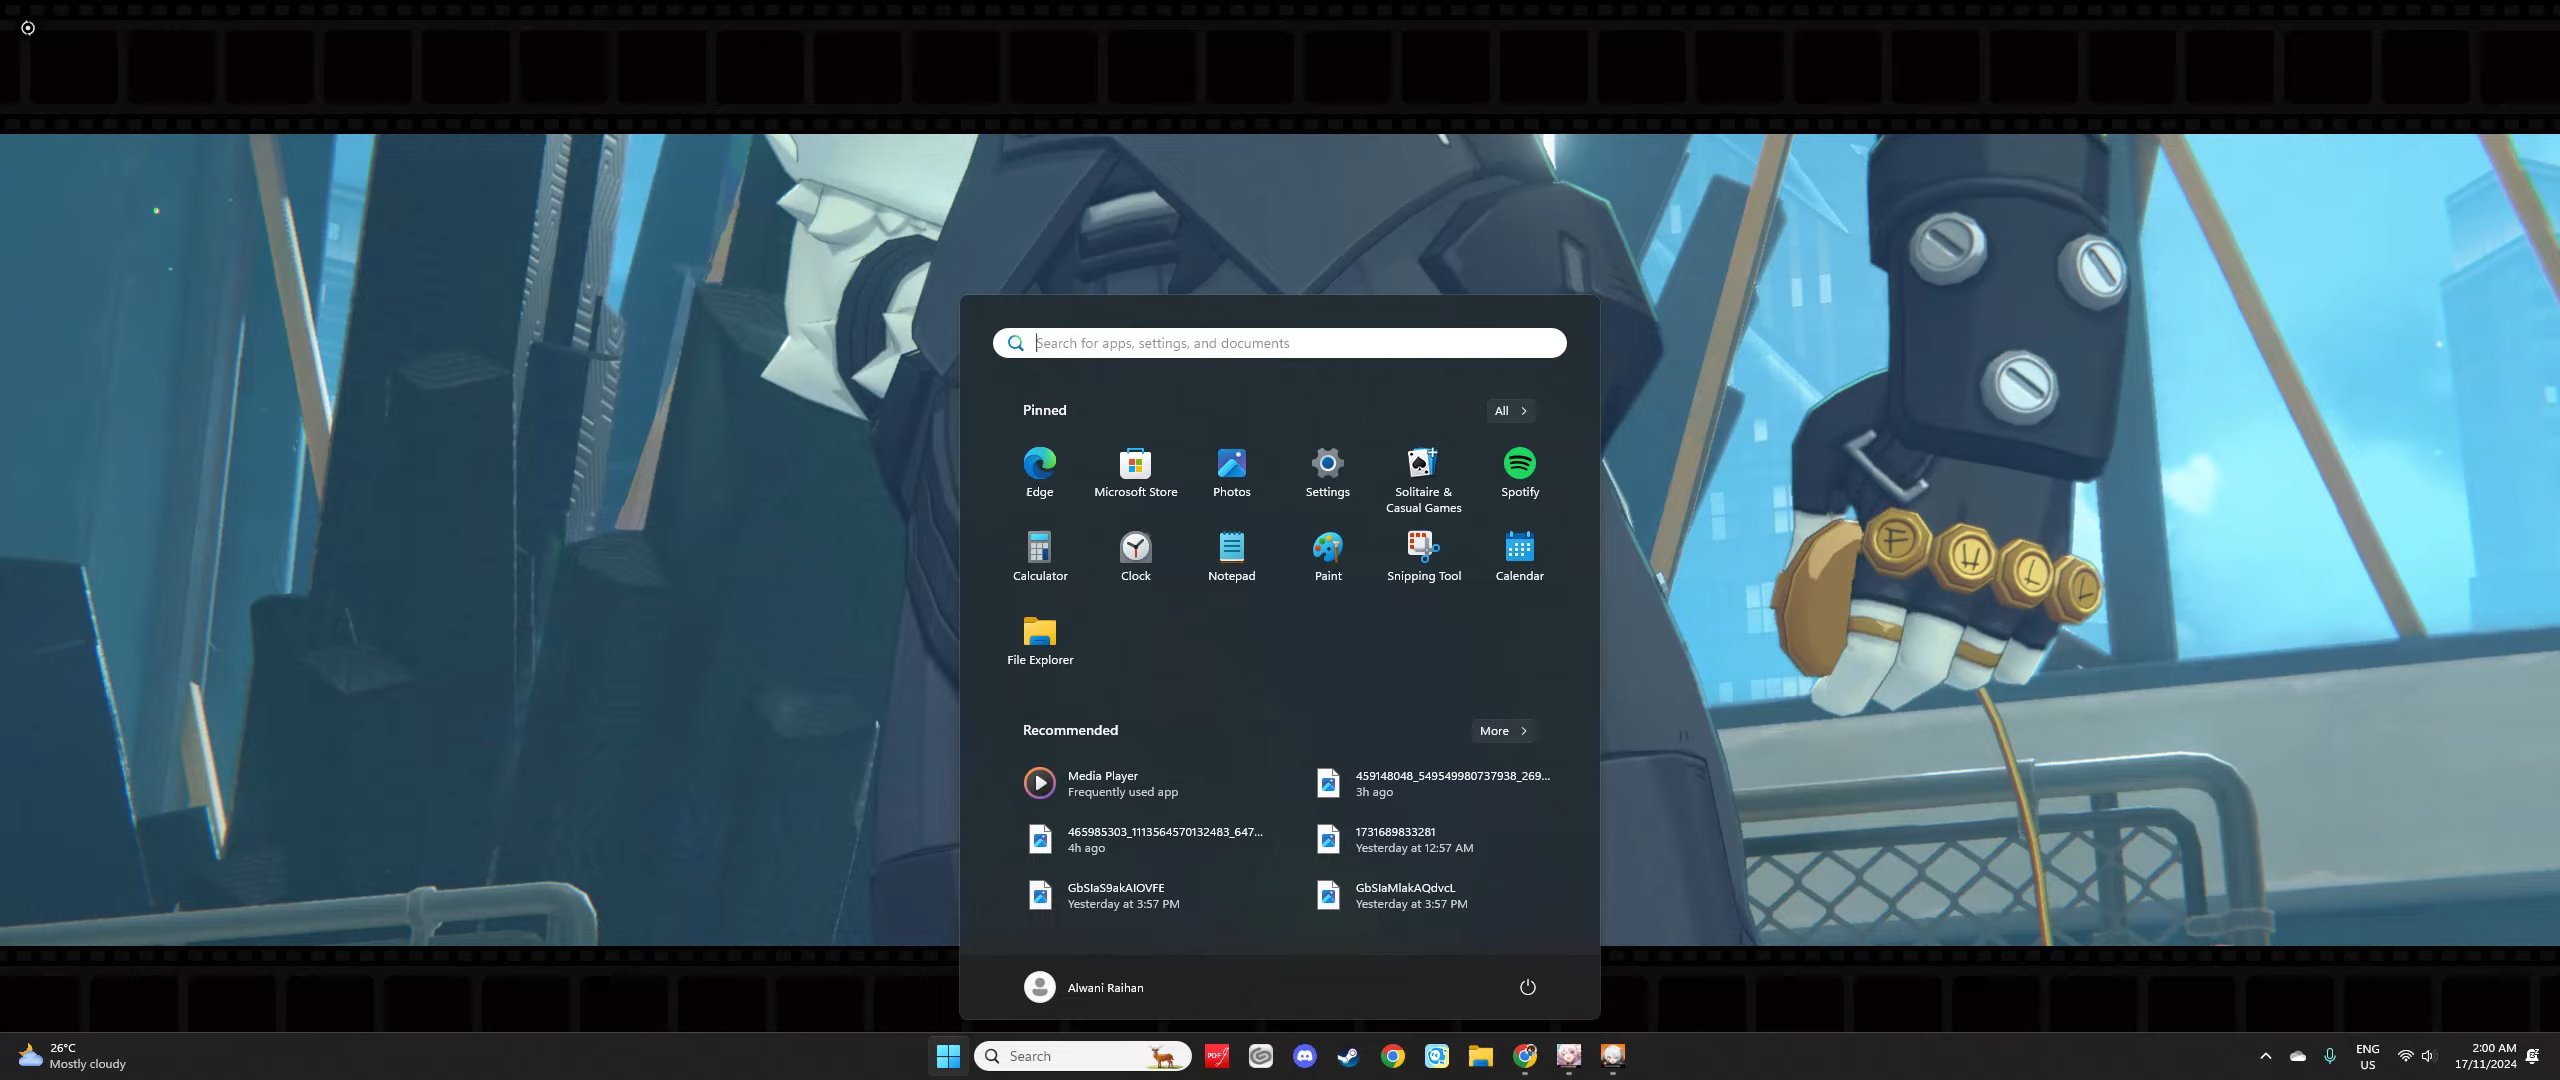 Search for apps, settings, and documents
Pinned
All
Edge
Microsoft Store
Photos
Settings
Solitaire &
Casual Games
Spotify
Calculator
Clock
Notepad
Paint
Snipping Tool
Calendar
File Explorer
Recommended
More
Media Player
Frequently used app
459148048_549549980737938_269...
3h ago
465985303_1113564570132483_647...
4h ago
1731689833281
Yesterday at 12:57 AM
GbSIaS9akAIOVFE
Yesterday at 3:57 PM
GbSIaMlakAQdvcL
Yesterday at 3:57 PM
Alwani Raihan
26°C
Mostly cloudy
Search
PDF
ENG
US
2:00 AM
17/11/2024